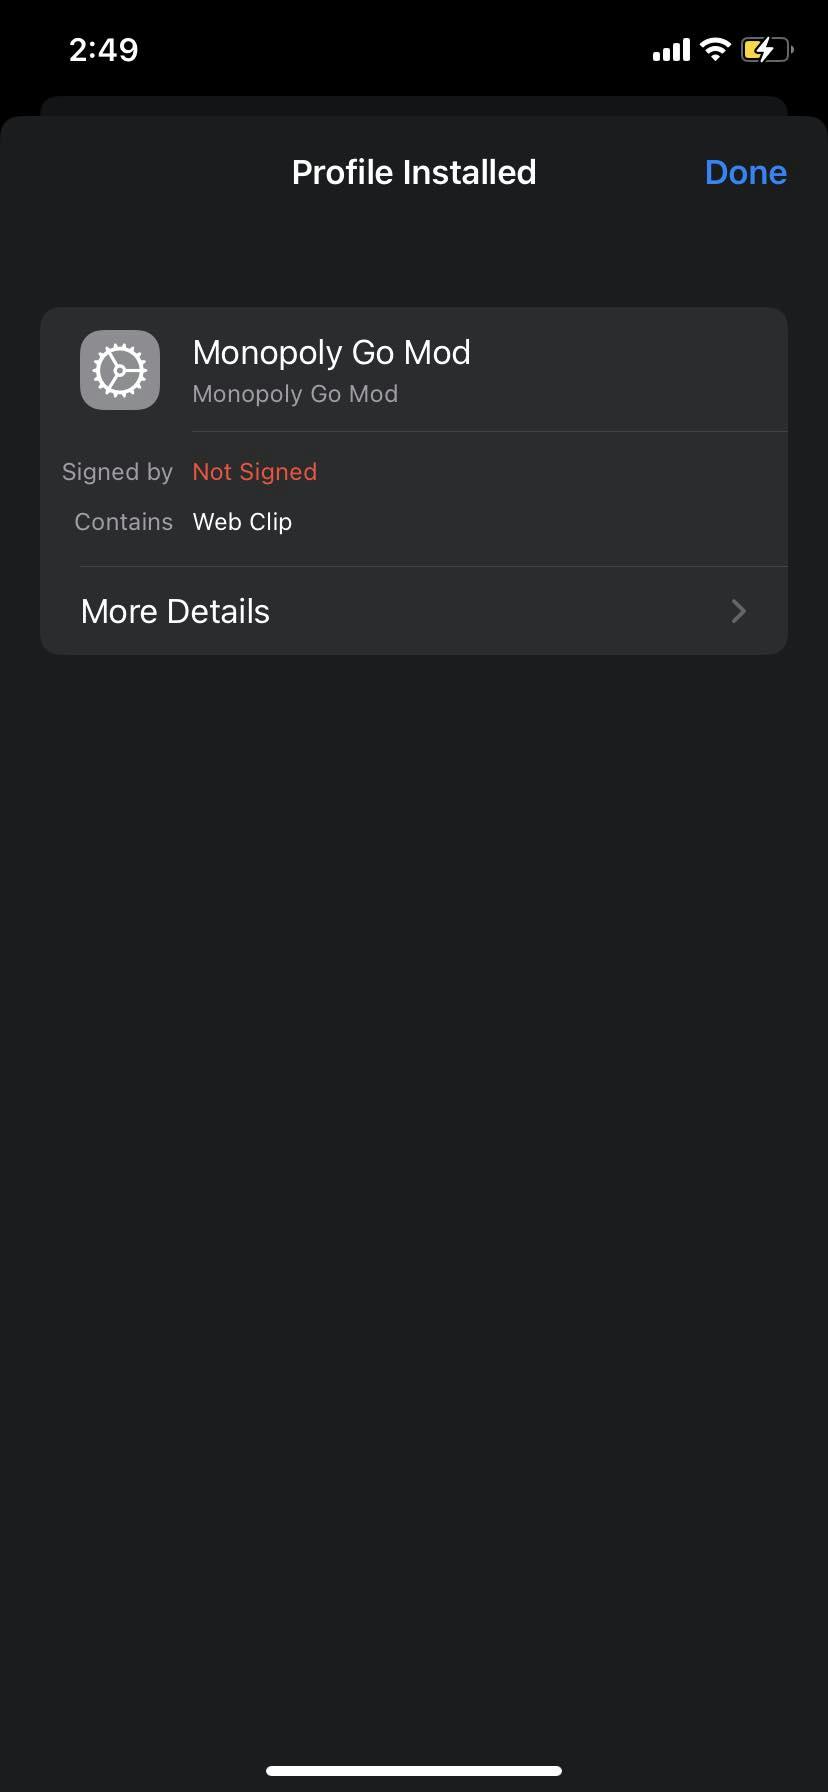 2:49
Profile Installed
Done
Monopoly Go Mod
Monopoly Go Mod
Signed by Not Signed
Contains Web Clip
More Details